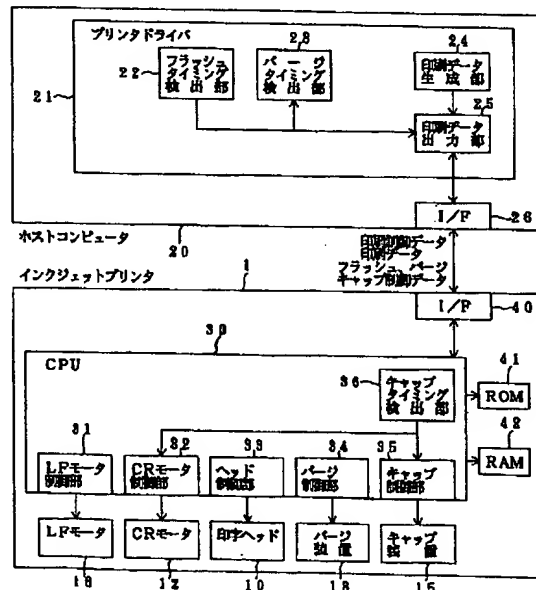 プリンタドライバ
21
22
フラッシュ
タイミング
検出部
23
パージ
タイミング
検出部
24
印刷データ
生成部
25
印刷データ
出力部
I/F
26
ホストコンピュータ
20
印刷制御データ
印刷データ
フラッシュ、パージ
キャップ制御データ
インクジェットプリンタ
1
I/F
40
30
CPU
36
キャップ
タイミング
検出部
41
ROM
42
RAM
31
LFモータ
制御部
32
CRモータ
制御部
33
ヘッド
制御部
34
パージ
制御部
35
キャップ
制御部
LFモータ
CRモータ
印字ヘッド
パージ
装置
キャップ
装置
12
10
15